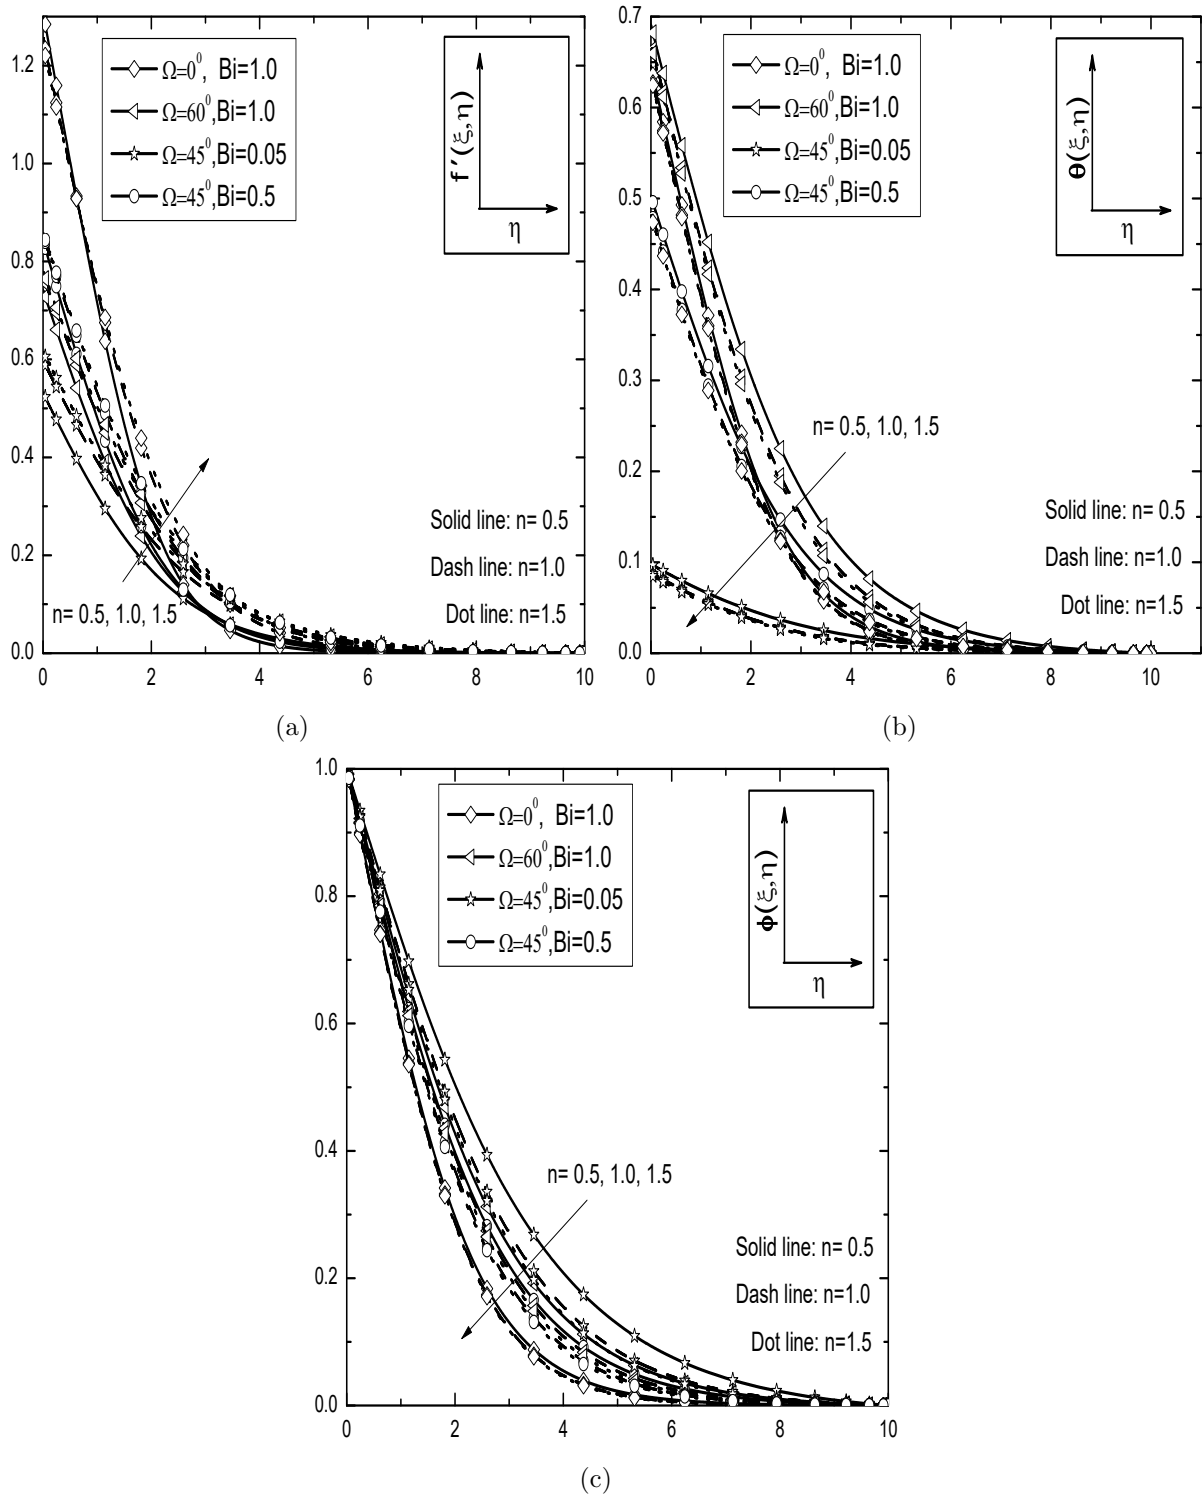 1.2
1.0
0.8
0.6
0.4
0.2
0.0
0 2 4 6 8 10
Ω=0⁰, Bi=1.0
Ω=60⁰,Bi=1.0
Ω=45⁰,Bi=0.05
Ω=45⁰,Bi=0.5
f ′(ξ,η)
η
n= 0.5, 1.0, 1.5
Solid line: n= 0.5
Dash line: n=1.0
Dot line: n=1.5
(a)
0.7
0.6
0.5
0.4
0.3
0.2
0.1
0.0
0 2 4 6 8 10
Ω=0⁰, Bi=1.0
Ω=60⁰,Bi=1.0
Ω=45⁰,Bi=0.05
Ω=45⁰,Bi=0.5
θ(ξ,η)
η
n= 0.5, 1.0, 1.5
Solid line: n= 0.5
Dash line: n=1.0
Dot line: n=1.5
(b)
1.0
0.8
0.6
0.4
0.2
0.0
0 2 4 6 8 10
Ω=0⁰, Bi=1.0
Ω=60⁰,Bi=1.0
Ω=45⁰,Bi=0.05
Ω=45⁰,Bi=0.5
ϕ(ξ,η)
η
n= 0.5, 1.0, 1.5
Solid line: n= 0.5
Dash line: n=1.0
Dot line: n=1.5
(c)